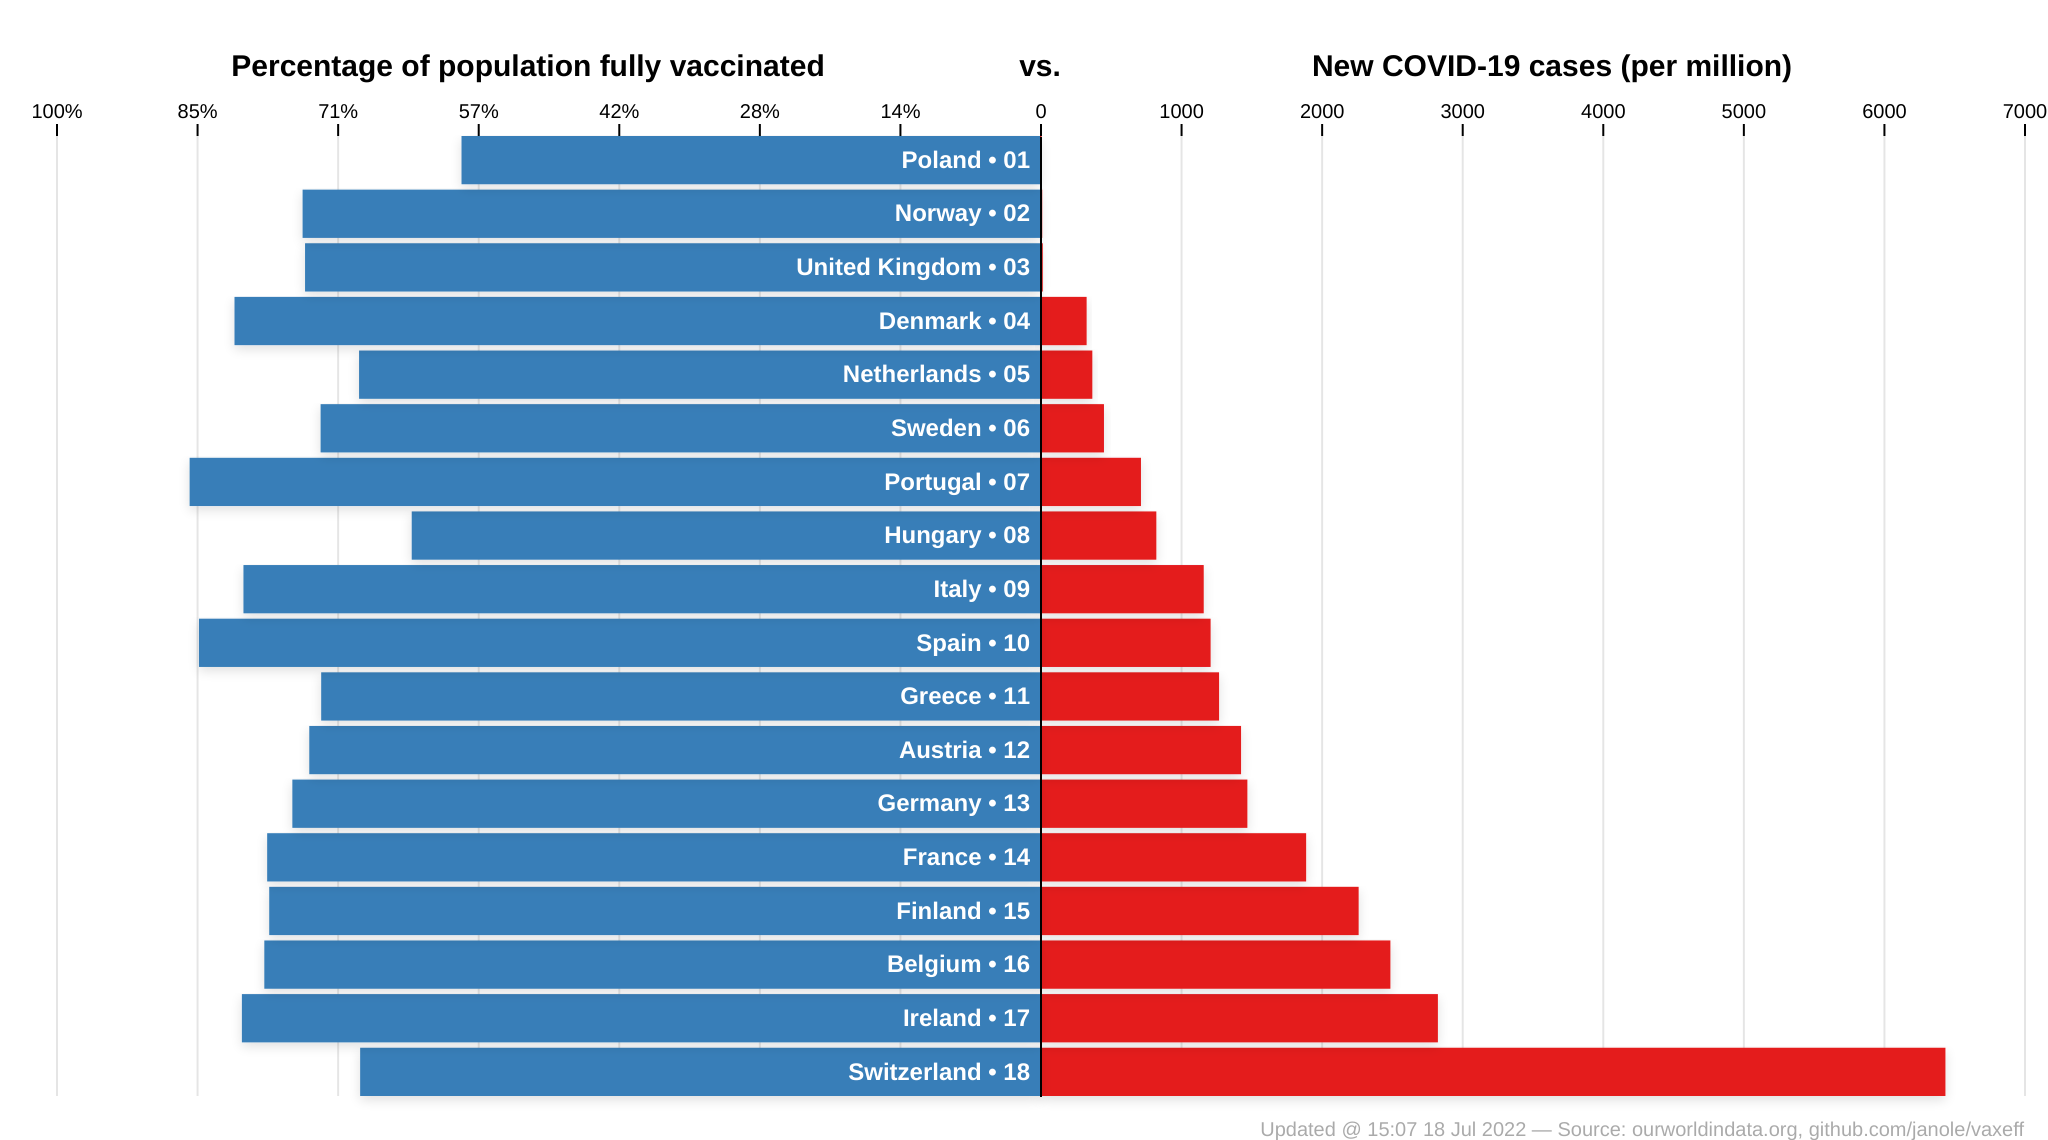 Percentage of population fully vaccinated vs. New COVID-19 cases (per million)
100% 85% 71% 57% 42% 28% 14% 0 1000 2000 3000 4000 5000 6000 7000
Poland • 01
Norway • 02
United Kingdom • 03
Denmark • 04
Netherlands • 05
Sweden • 06
Portugal • 07
Hungary • 08
Italy • 09
Spain • 10
Greece • 11
Austria • 12
Germany • 13
France • 14
Finland • 15
Belgium • 16
Ireland • 17
Switzerland • 18
Updated @ 15:07 18 Jul 2022 — Source: ourworldindata.org, github.com/janole/vaxeff